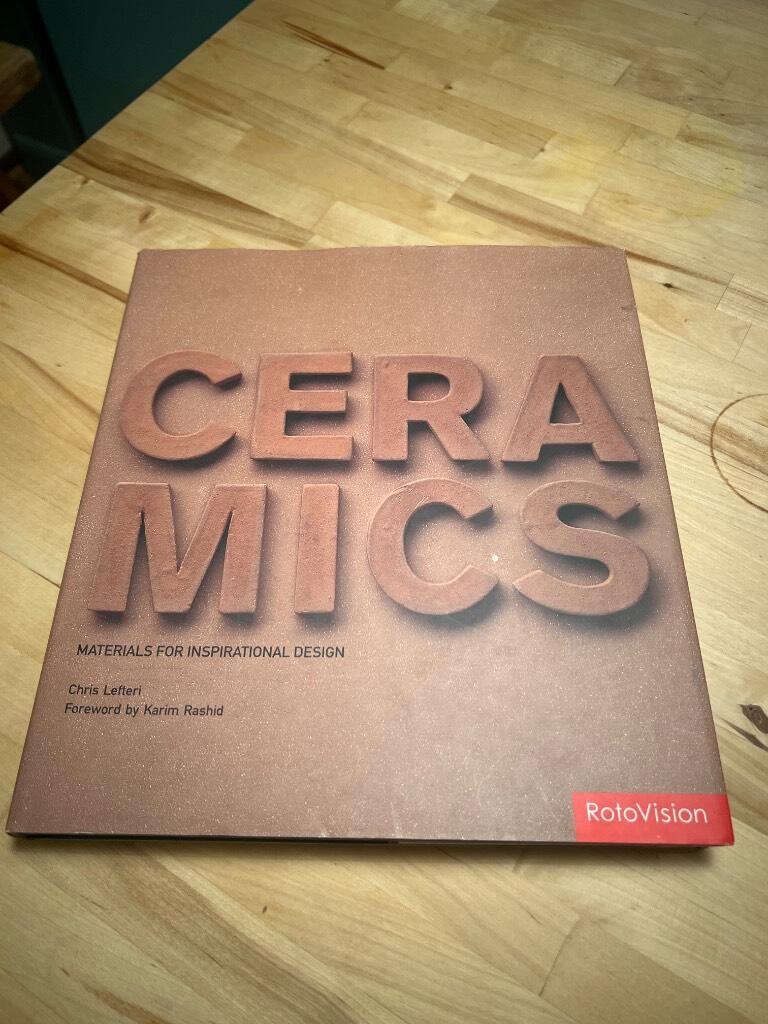 CERA
MICS
MATERIALS FOR INSPIRATIONAL DESIGN
Chris Lefteri
Foreword by Karim Rashid
RotoVision